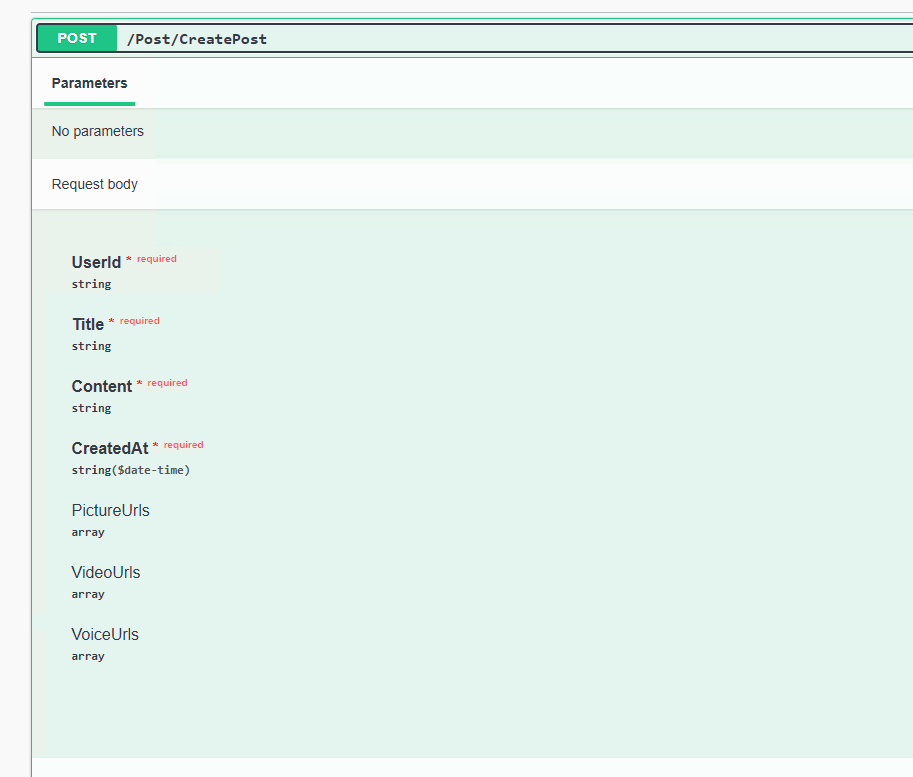 POST /Post/CreatePost
Parameters
No parameters
Request body
UserId * required
string
Title * required
string
Content * required
string
CreatedAt * required
string($date-time)
PictureUrls
array
VideoUrls
array
VoiceUrls
array